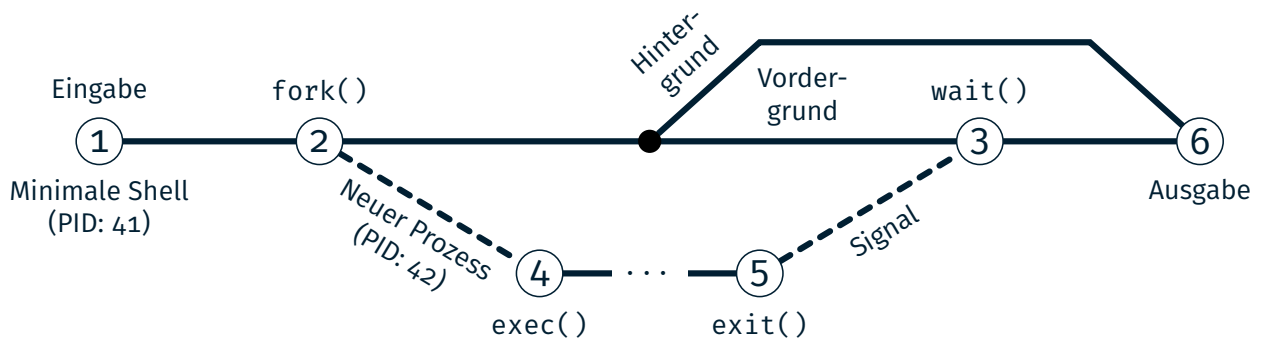 Hinter-
grund
Eingabe
fork()
Vorder-
grund
wait()
1
2
3
6
Minimale Shell
(PID: 41)
Neuer Prozess
(PID: 42)
Signal
Ausgabe
4
...
5
exec()
exit()